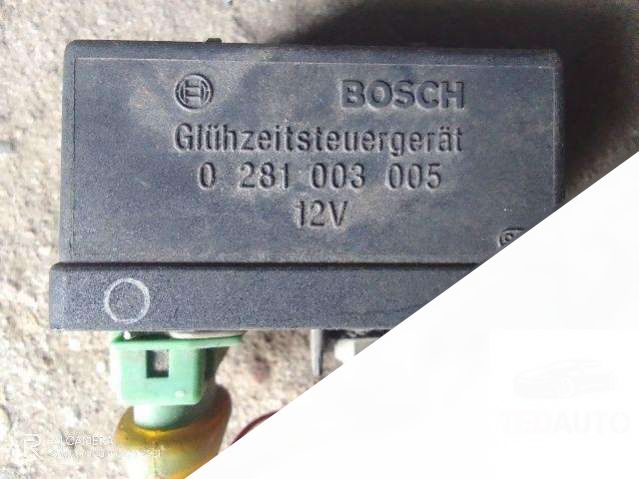 BOSCH
Glühzeitsteuergerät
0 281 003 005
12V
TEDAUTO